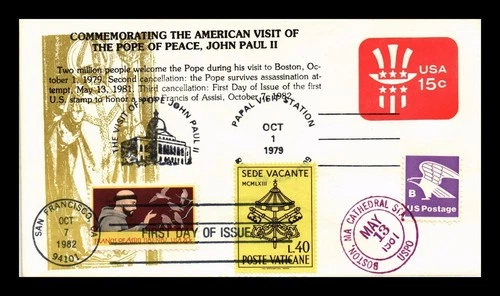 COMMEMORATING THE AMERICAN VISIT OF
THE POPE OF PEACE, JOHN PAUL II
Two million people welcome the Pope during his visit to Boston, Oc-
tober 1, 1979. Second cancellation: the Pope survives assassination at-
tempt, May 13, 1981. Third cancellation: First Day of Issue of the first
U.S. stamp to honor a Francis of Assisi, October 7, 1982.
USA
15c
THE VISIT OF POPE JOHN PAUL II
PAPAL VISIT STATION
OCT
1
1979
SAN FRANCISCO,
OCT
7
1982
94101
Francis of Assisi
FIRST DAY OF ISSUE
SEDE VACANTE
MCMLXIII
L.40
POSTE VATICANE
B
US Postage
BOSTON, MA CATHEDRAL STA.
MAY
13
1981
USPO